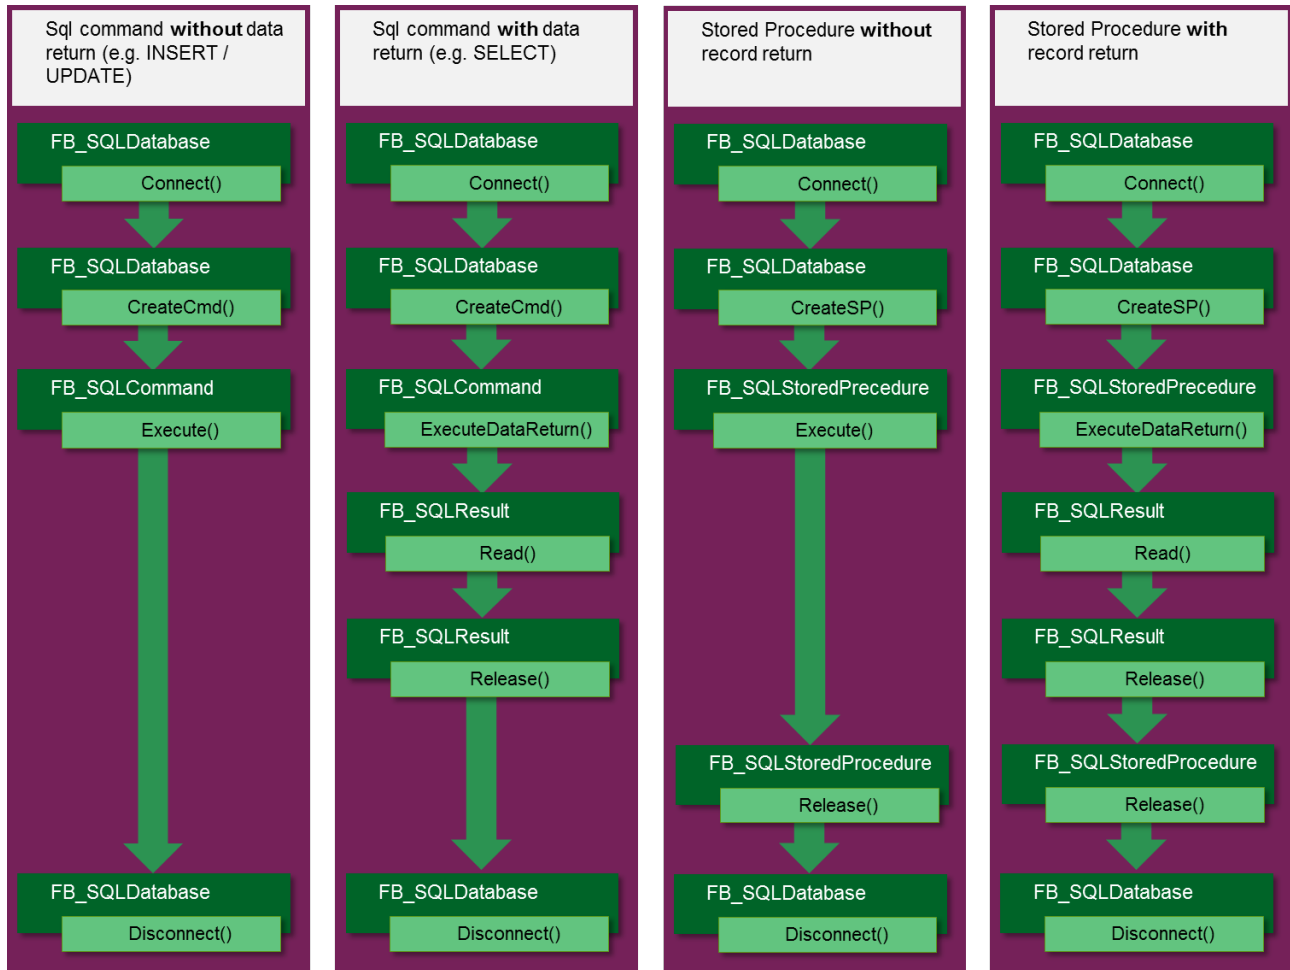 Sql command without data
return (e.g. INSERT /
UPDATE)
FB_SQLDatabase
Connect()
FB_SQLDatabase
CreateCmd()
FB_SQLCommand
Execute()
FB_SQLDatabase
Disconnect()
Sql command with data
return (e.g. SELECT)
FB_SQLDatabase
Connect()
FB_SQLDatabase
CreateCmd()
FB_SQLCommand
ExecuteDataReturn()
FB_SQLResult
Read()
FB_SQLResult
Release()
FB_SQLDatabase
Disconnect()
Stored Procedure without
record return
FB_SQLDatabase
Connect()
FB_SQLDatabase
CreateSP()
FB_SQLStoredPrecedure
Execute()
FB_SQLStoredProcedure
Release()
FB_SQLDatabase
Disconnect()
Stored Procedure with
record return
FB_SQLDatabase
Connect()
FB_SQLDatabase
CreateSP()
FB_SQLStoredPrecedure
ExecuteDataReturn()
FB_SQLResult
Read()
FB_SQLResult
Release()
FB_SQLStoredProcedure
Release()
FB_SQLDatabase
Disconnect()